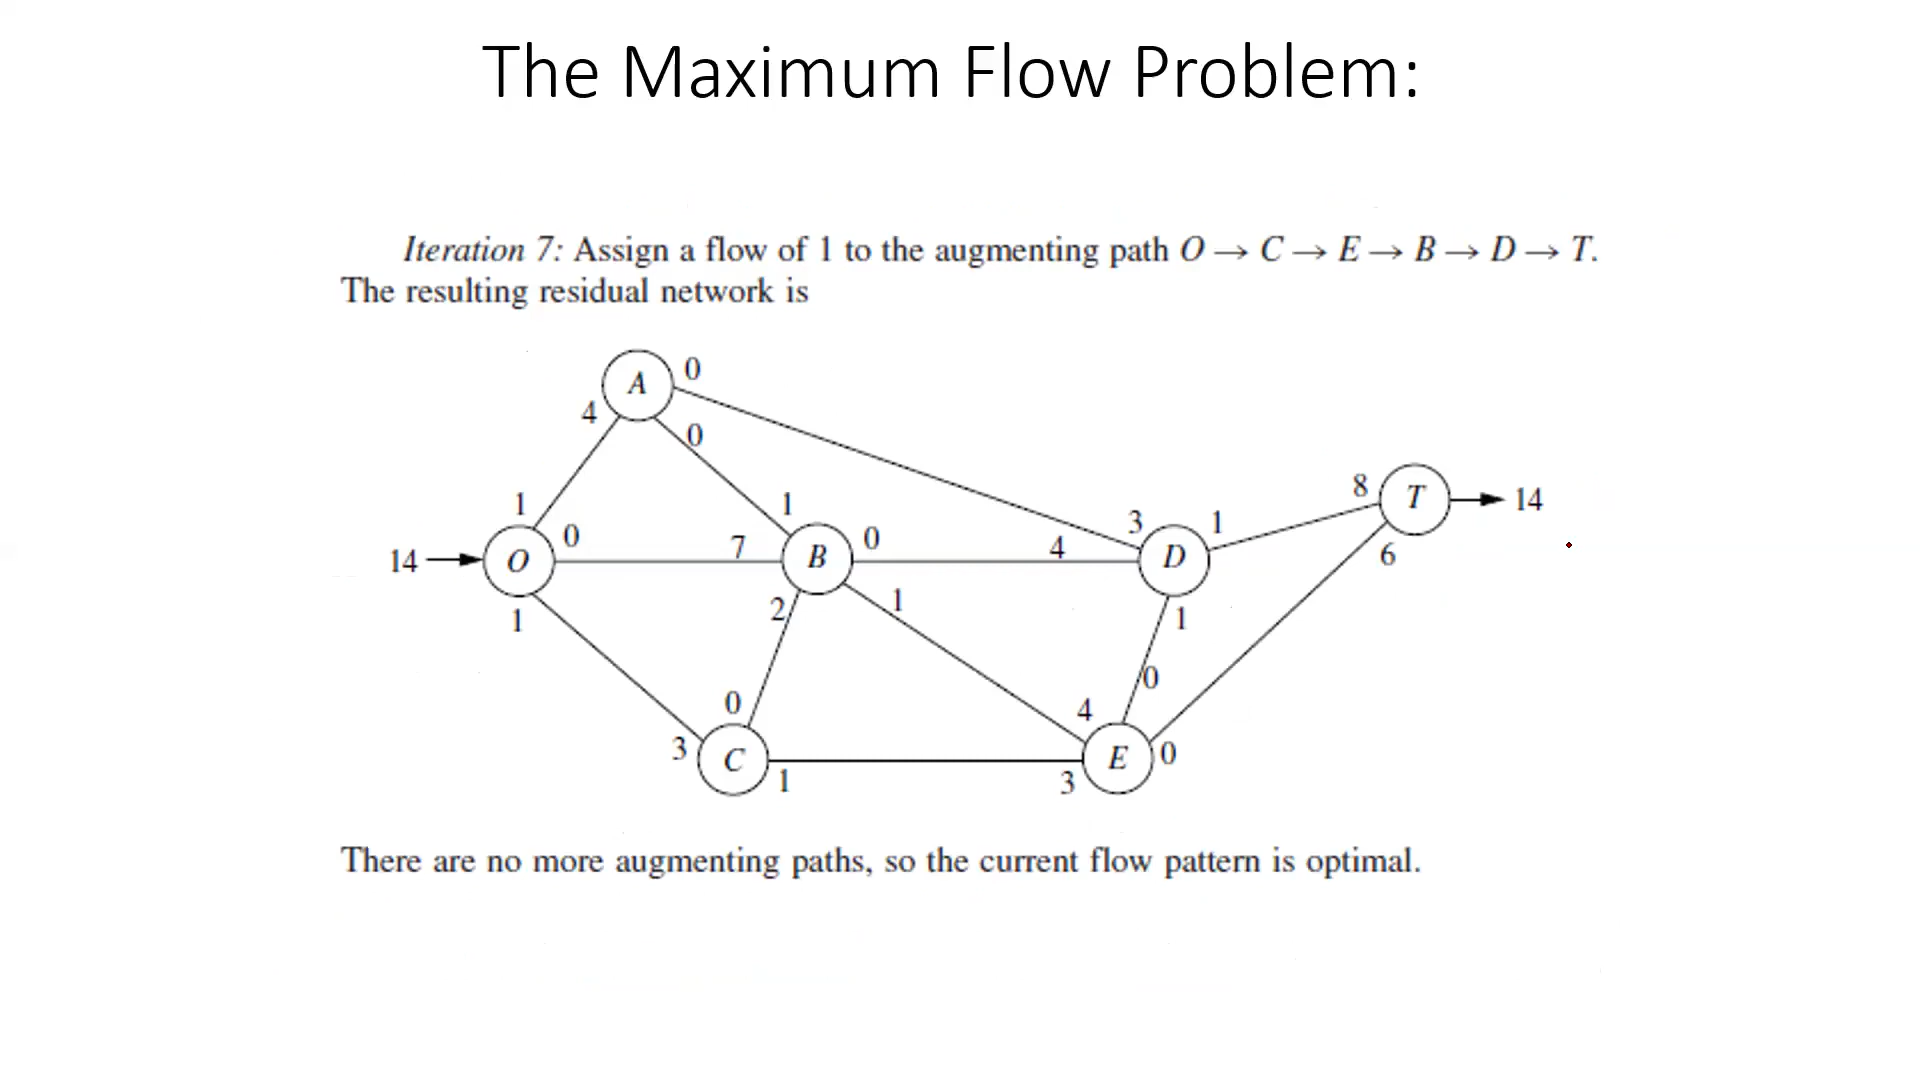 The Maximum Flow Problem:
Iteration 7: Assign a flow of 1 to the augmenting path O → C → E → B → D → T.
The resulting residual network is
A
0
4
0
1
1
0
7
B
0
4
3
D
1
8
T
14
14
O
6
1
2
1
1
0
0
4
3
C
1
3
E
0
There are no more augmenting paths, so the current flow pattern is optimal.